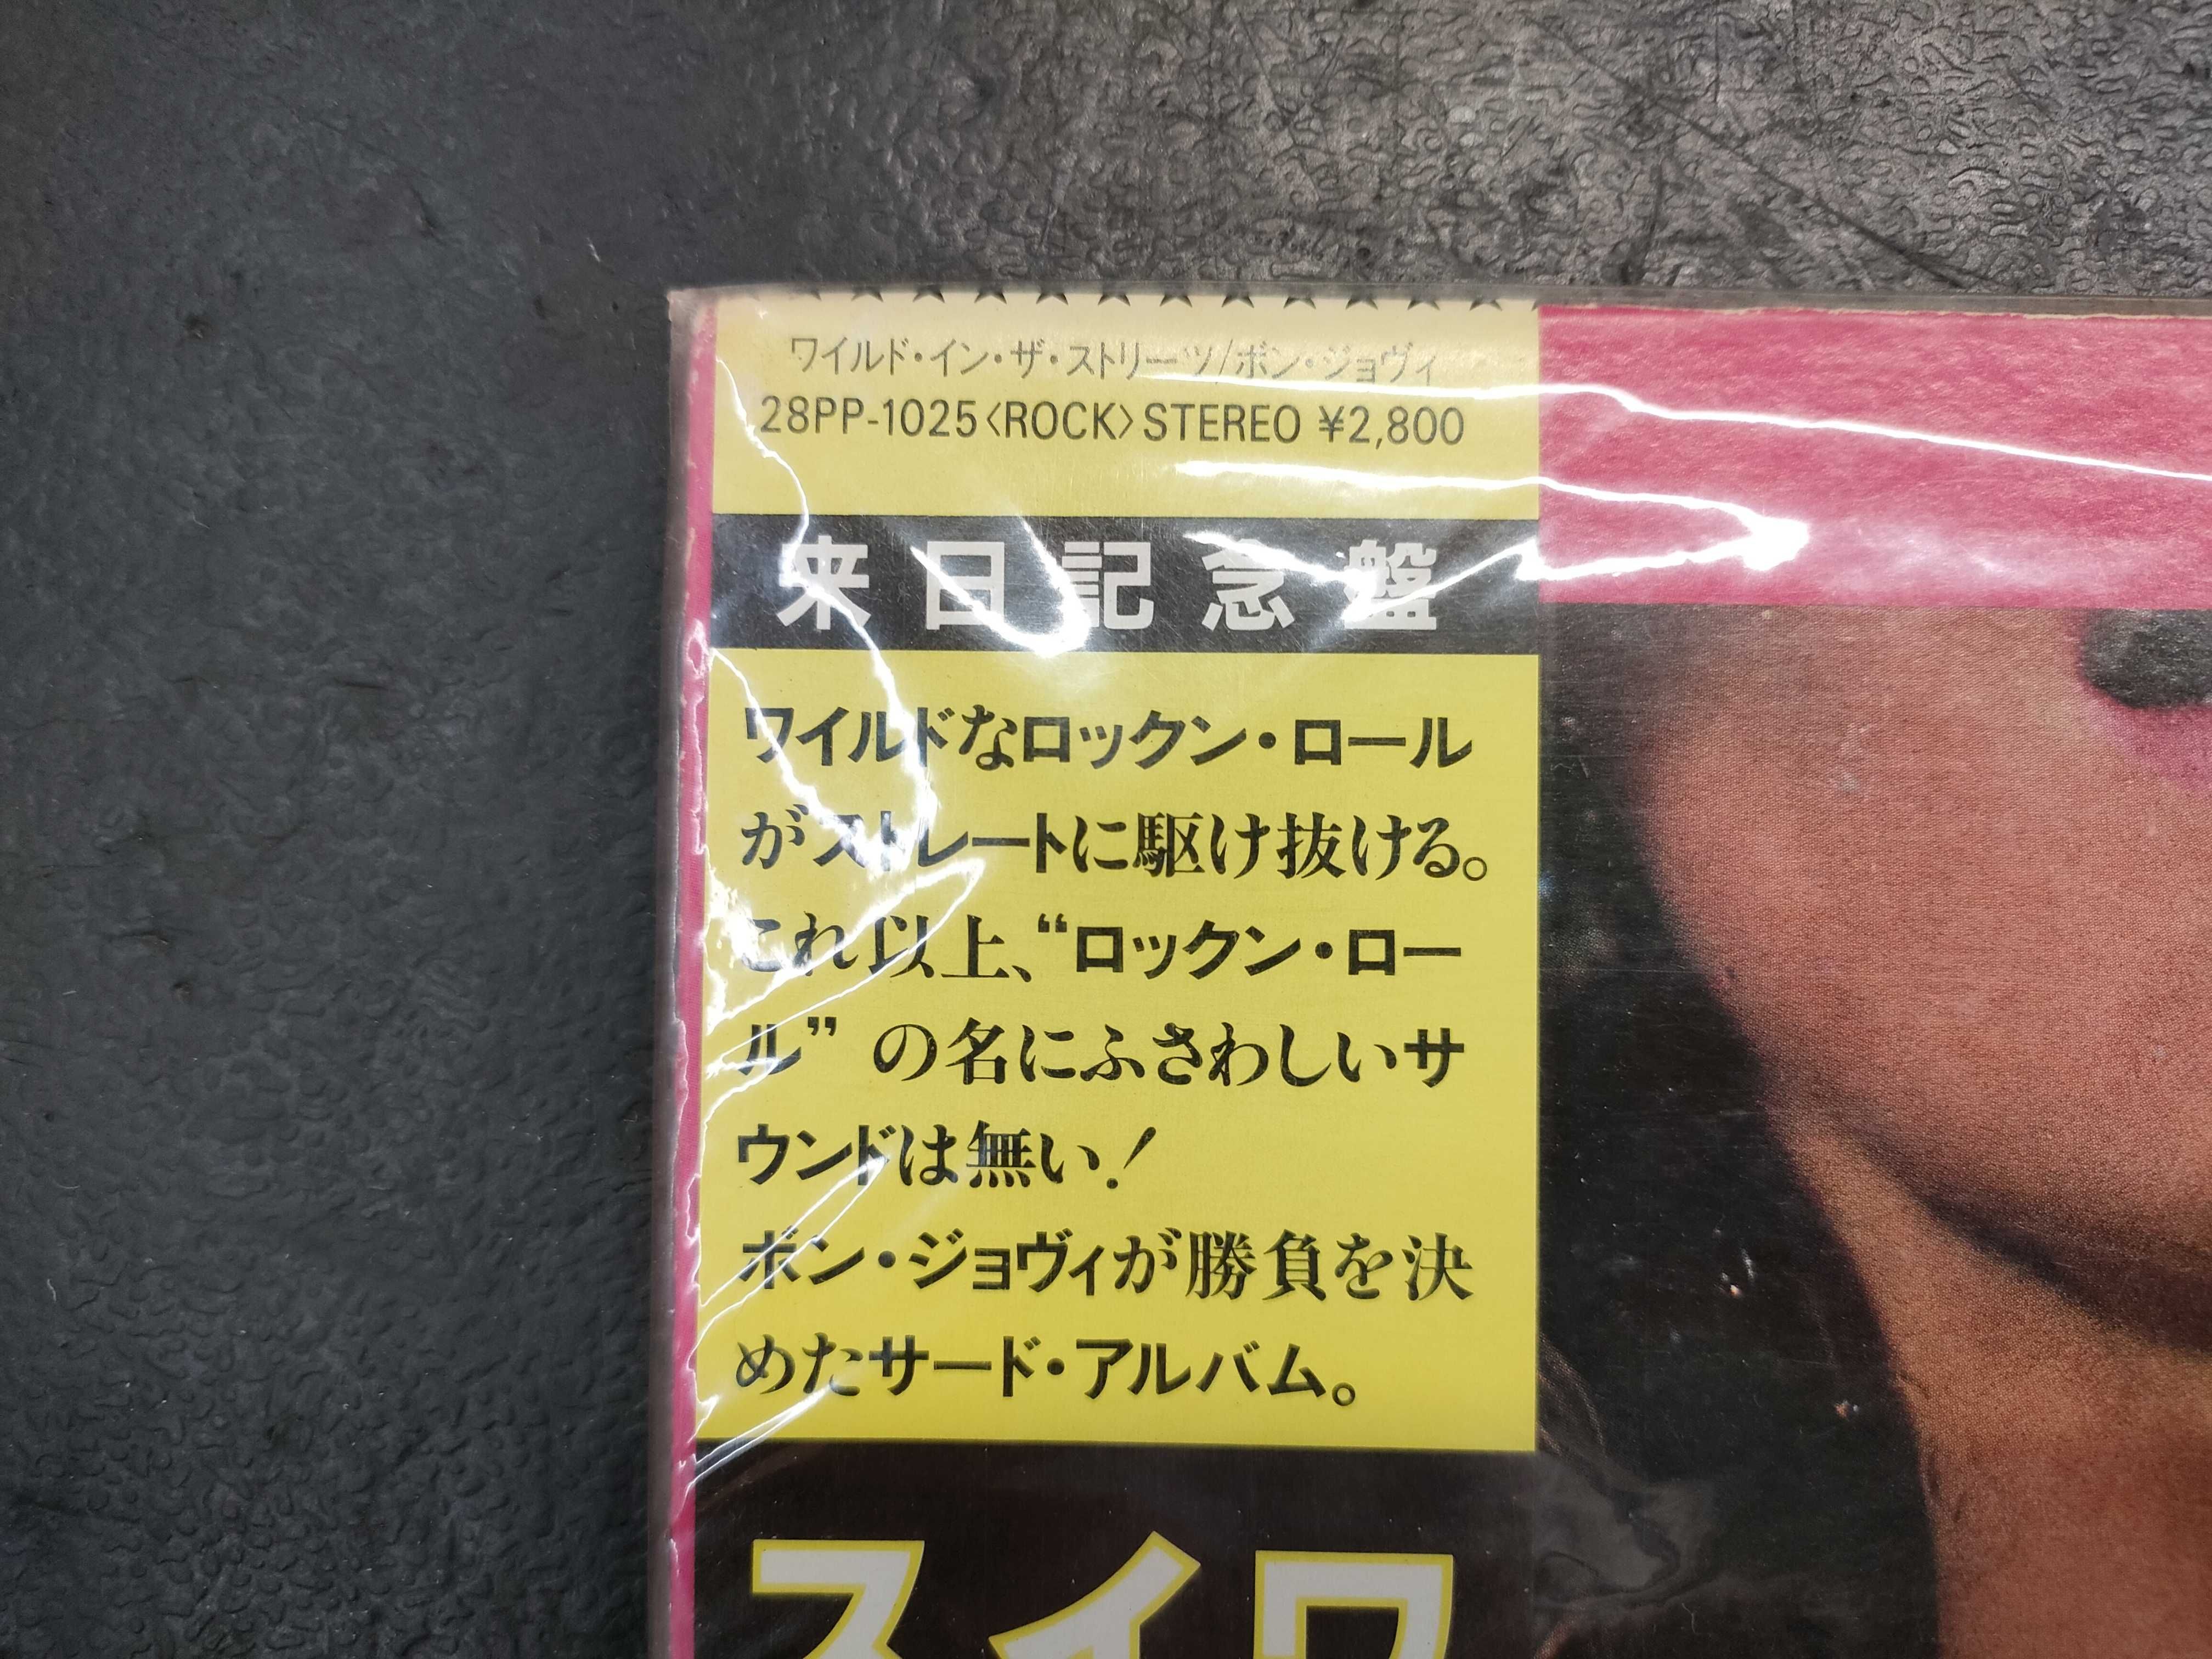 ワイルド・イン・ザ・ストリーツ/ボン・ジョヴィ
28PP-1025〈ROCK〉STEREO ¥2,800
来日記念盤
ワイルドなロックン・ロール
がストレートに駆け抜ける。
これ以上、“ロックン・ロー
ル”の名にふさわしいサ
ウンドは無い!
ボン・ジョヴィが勝負を決
めたサード・アルバム。
スイワ